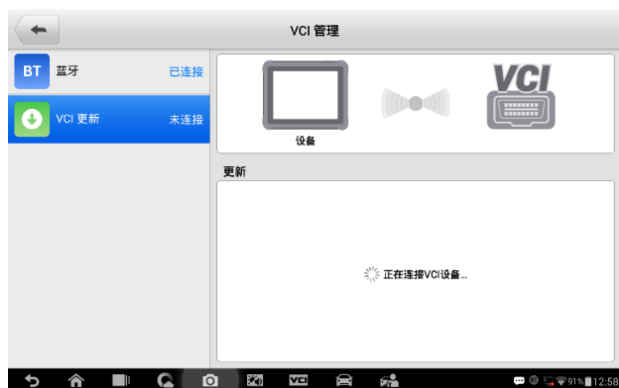 VCI 管理
BT 蓝牙 已连接
VCI 更新 未连接
VCI
设备
更新
正在连接VCI设备...
VCI
91% 12:58